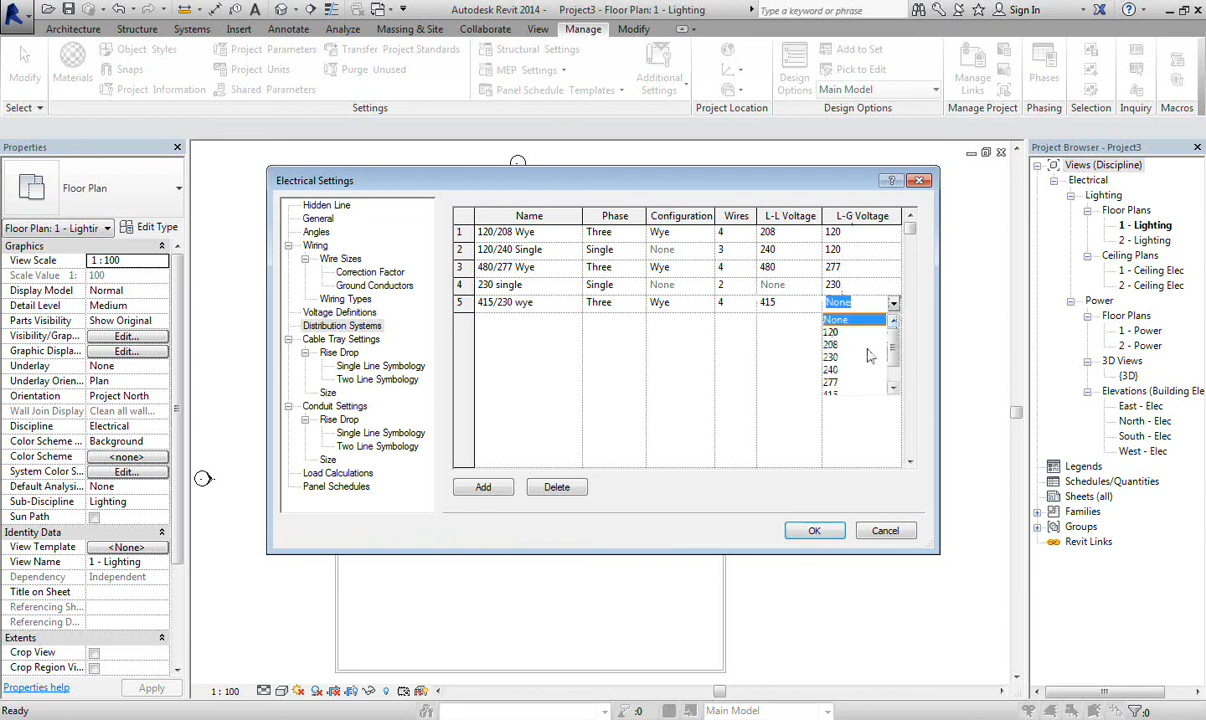 Autodesk Revit 2014 - Project3 - Floor Plan: 1 - Lighting
Type a keyword or phrase
Sign In
Architecture Structure Systems Insert Annotate Analyze Massing & Site Collaborate View Manage Modify
Modify
Materials
Object Styles
Snaps
Project Information
Project Parameters
Project Units
Shared Parameters
Transfer Project Standards
Purge Unused
Structural Settings
MEP Settings
Panel Schedule Templates
Additional Settings
Design Options
Add to Set
Pick to Edit
Main Model
Manage Links
Phases
Select Settings Project Location Design Options Manage Project Phasing Selection Inquiry Macros
Properties
Floor Plan
Floor Plan: 1 - Lightir
Edit Type
Graphics
View Scale 1 : 100
Scale Value 1: 100
Display Model Normal
Detail Level Medium
Parts Visibility Show Original
Visibility/Grap... Edit...
Graphic Displa... Edit...
Underlay None
Underlay Orien... Plan
Orientation Project North
Wall Join Display Clean all wall...
Discipline Electrical
Color Scheme ... Background
Color Scheme <none>
System Color S... Edit...
Default Analysi... None
Sub-Discipline Lighting
Sun Path
Identity Data
View Template <None>
View Name 1 - Lighting
Dependency Independent
Title on Sheet
Referencing Sh...
Referencing D...
Extents
Crop View
Crop Region Vi...
Properties help
Apply
Electrical Settings
Hidden Line
General
Angles
Wiring
Wire Sizes
Correction Factor
Ground Conductors
Wiring Types
Voltage Definitions
Distribution Systems
Cable Tray Settings
Rise Drop
Single Line Symbology
Two Line Symbology
Size
Conduit Settings
Rise Drop
Single Line Symbology
Two Line Symbology
Size
Load Calculations
Panel Schedules
Name Phase Configuration Wires L-L Voltage L-G Voltage
1 120/208 Wye Three Wye 4 208 120
2 120/240 Single Single None 3 240 120
3 480/277 Wye Three Wye 4 480 277
4 230 single Single None 2 None 230
5 415/230 wye Three Wye 4 415 None
None
120
208
230
240
277
415
Add
Delete
OK
Cancel
Project Browser - Project3
Views (Discipline)
Electrical
Lighting
Floor Plans
1 - Lighting
2 - Lighting
Ceiling Plans
1 - Ceiling Elec
2 - Ceiling Elec
Power
Floor Plans
1 - Power
2 - Power
3D Views
{3D}
Elevations (Building Ele
East - Elec
North - Elec
South - Elec
West - Elec
Legends
Schedules/Quantities
Sheets (all)
Families
Groups
Revit Links
1 : 100
Ready
:0
Main Model
:0